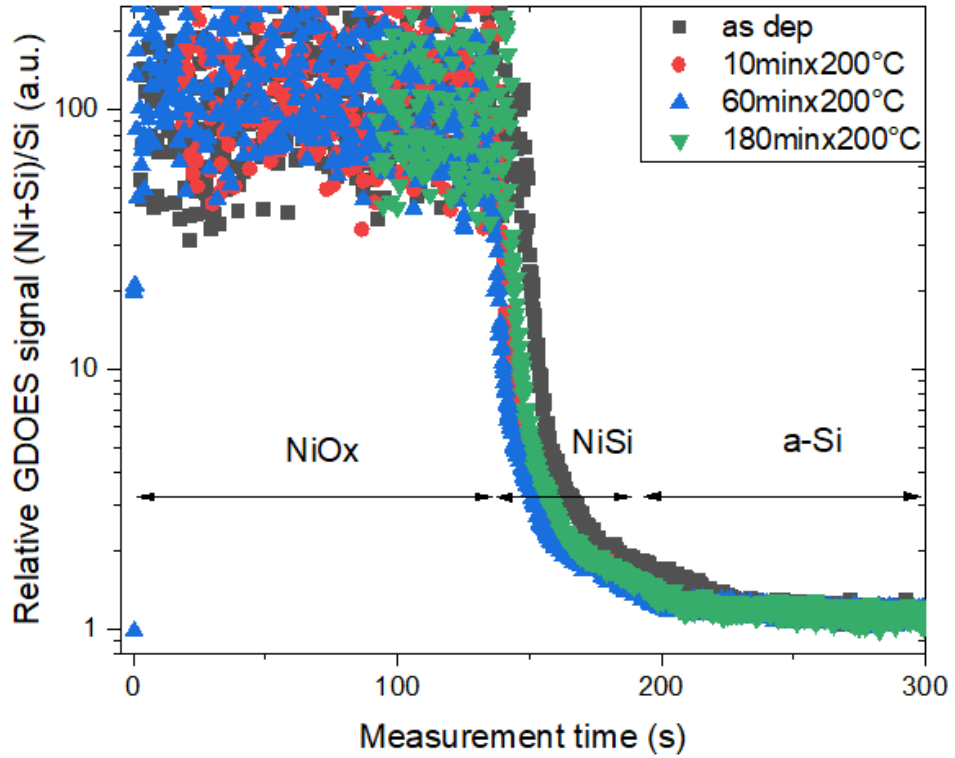 as dep
10minx200°C
60minx200°C
180minx200°C
100
10
1
NiOx
NiSi
a-Si
0
100
200
300
Relative GDOES signal (Ni+Si)/Si (a.u.)
Measurement time (s)